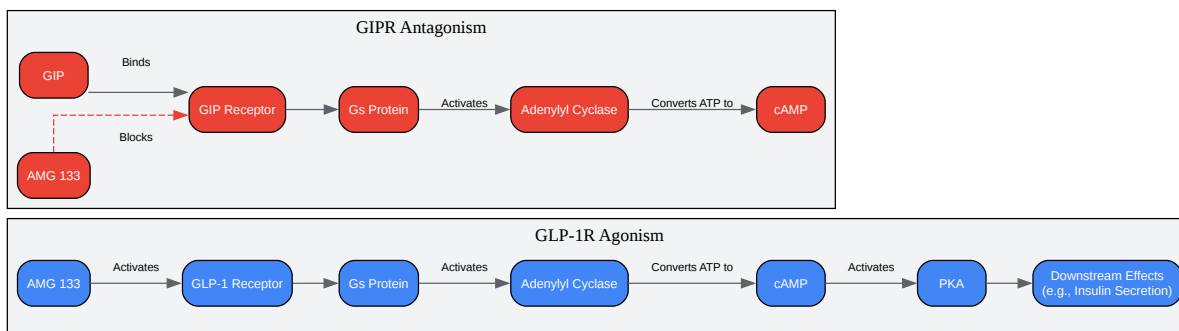 GIPR Antagonism
GIP
Binds
GIP Receptor
Gs Protein
Activates
Adenylyl Cyclase
Converts ATP to
cAMP
Blocks
AMG 133
GLP-1R Agonism
AMG 133
Activates
GLP-1 Receptor
Gs Protein
Activates
Adenylyl Cyclase
Converts ATP to
cAMP
Activates
PKA
Downstream Effects
(e.g., Insulin Secretion)